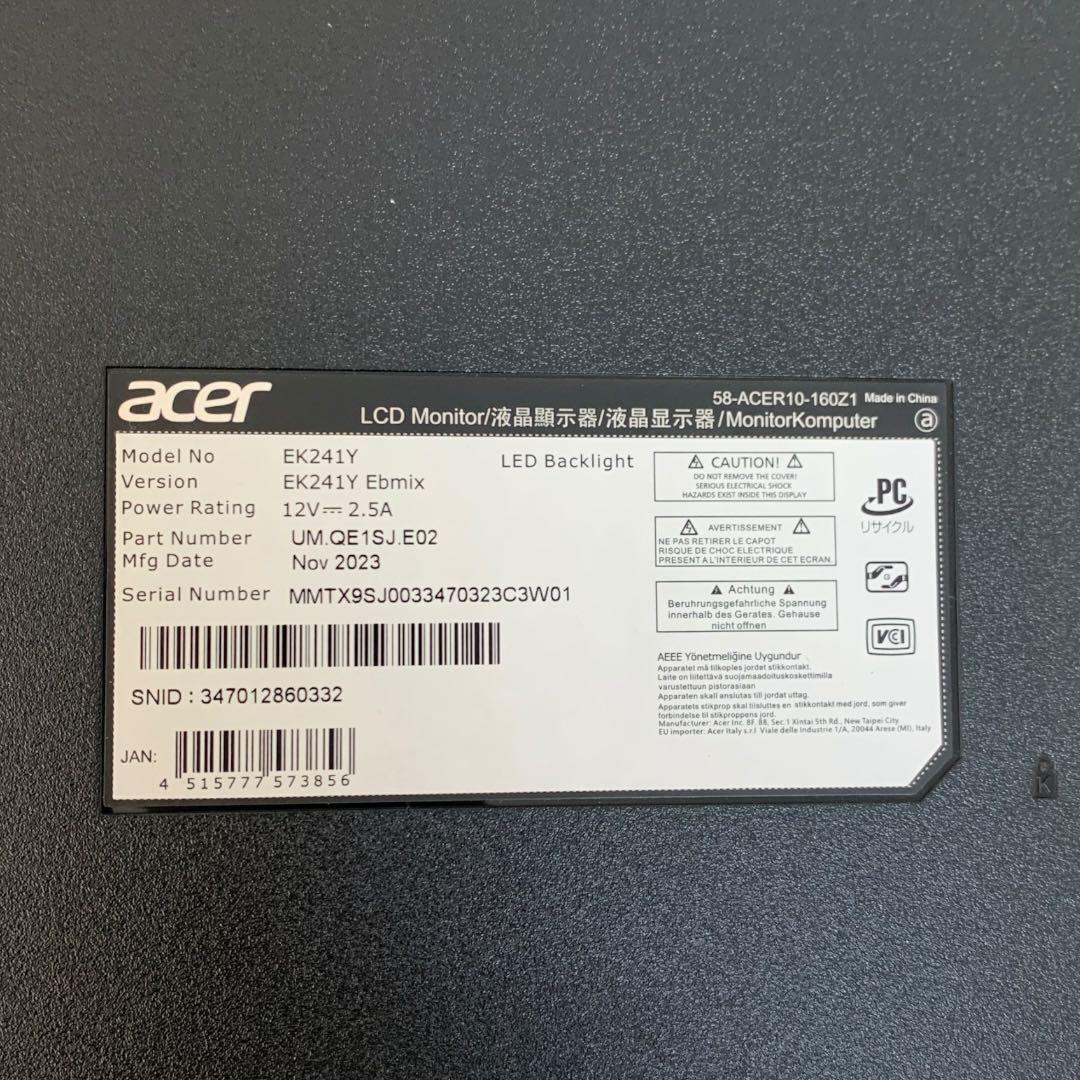 acer
58-ACER10-160Z1 Made in China
LCD Monitor/液晶顯示器/液晶显示器/MonitorKomputer
a
Model No EK241Y
LED Backlight
Version EK241Y Ebmix
Power Rating 12V⎓ 2.5A
Part Number UM.QE1SJ.E02
Mfg Date Nov 2023
Serial Number MMTX9SJ0033470323C3W01
SNID : 347012860332
JAN:
4 515777 573856
CAUTION!
DO NOT REMOVE THE COVER!
SERIOUS ELECTRICAL SHOCK
HAZARDS EXIST INSIDE THIS DISPLAY
AVERTISSEMENT
NE PAS RETIRER LE CAPOT
RISQUE DE CHOC ELECTRIQUE
PRESENT A L'INTERIEUR DE CET ECRAN.
Achtung
Beruhrungsgefahrliche Spannung
innerhalb des Gerates. Gehause
nicht offnen
PC
リサイクル
G
VCI
AEEE Yönetmeliğine Uygundur
Apparatet må tilkoples jordet stikkontakt.
Laite on liitettävä suojamaadoituskoskettimilla
varustettuun pistorasiaan
Apparaten skall anslutas till jordat uttag.
Apparatets stikprop skal tilsluttes en stikkontakt med jord, som giver
forbindelse til stikproppens jord.
Manufacturer: Acer Inc. 8F, 88, Sec.1 Xintai 5th Rd., New Taipei City
EU importer: Acer Italy s.r.l Viale delle Industrie 1/A, 20044 Arese (MI), Italy
K